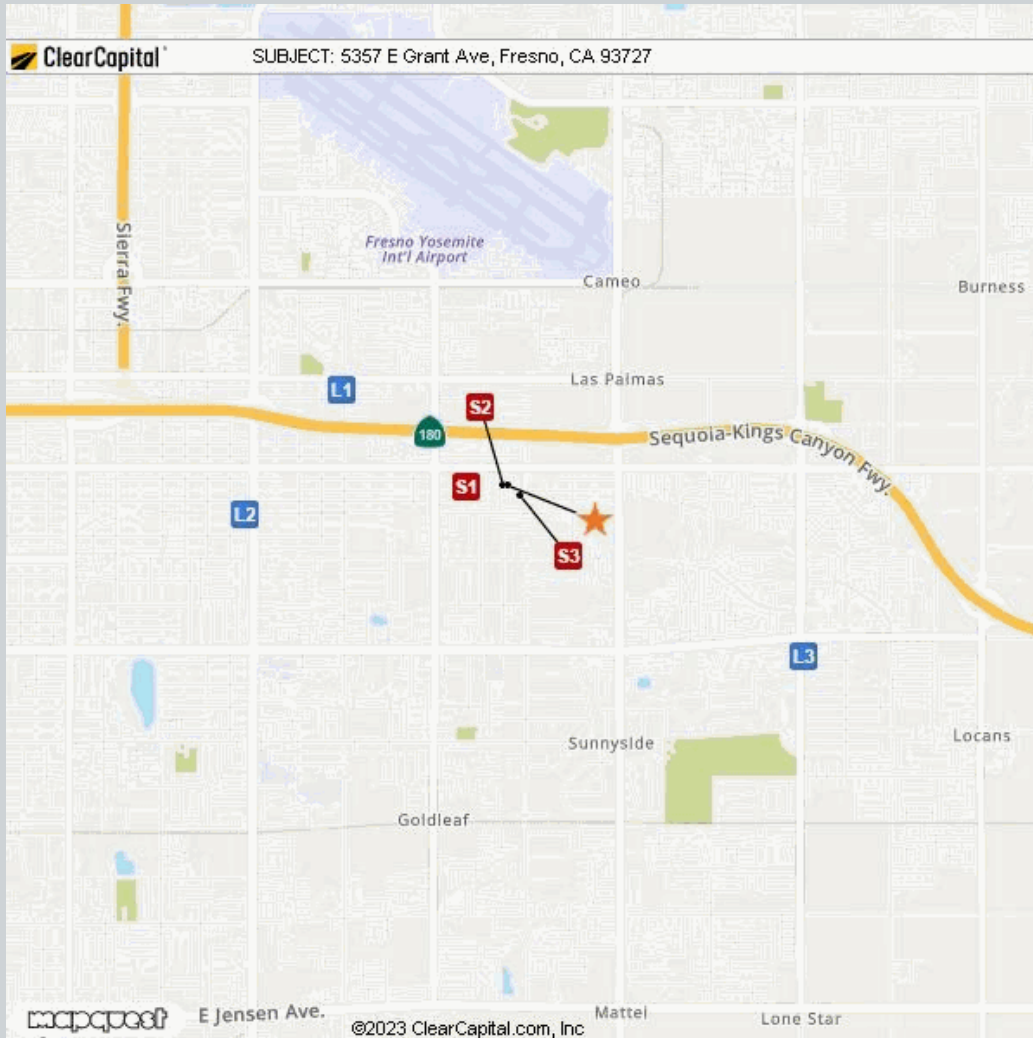 ClearCapital
SUBJECT: 5357 E Grant Ave, Fresno, CA 93727
Sierra Fwy.
Fresno Yosemite
Int'l Airport
Cameo
Burness
Las Palmas
L1
S2
180
Sequoia-Kings Canyon Fwy.
S1
L2
S3
L3
Sunnyside
Locans
Goldleaf
mapquest
E Jensen Ave.
©2023 ClearCapital.com, Inc
Mattei
Lone Star